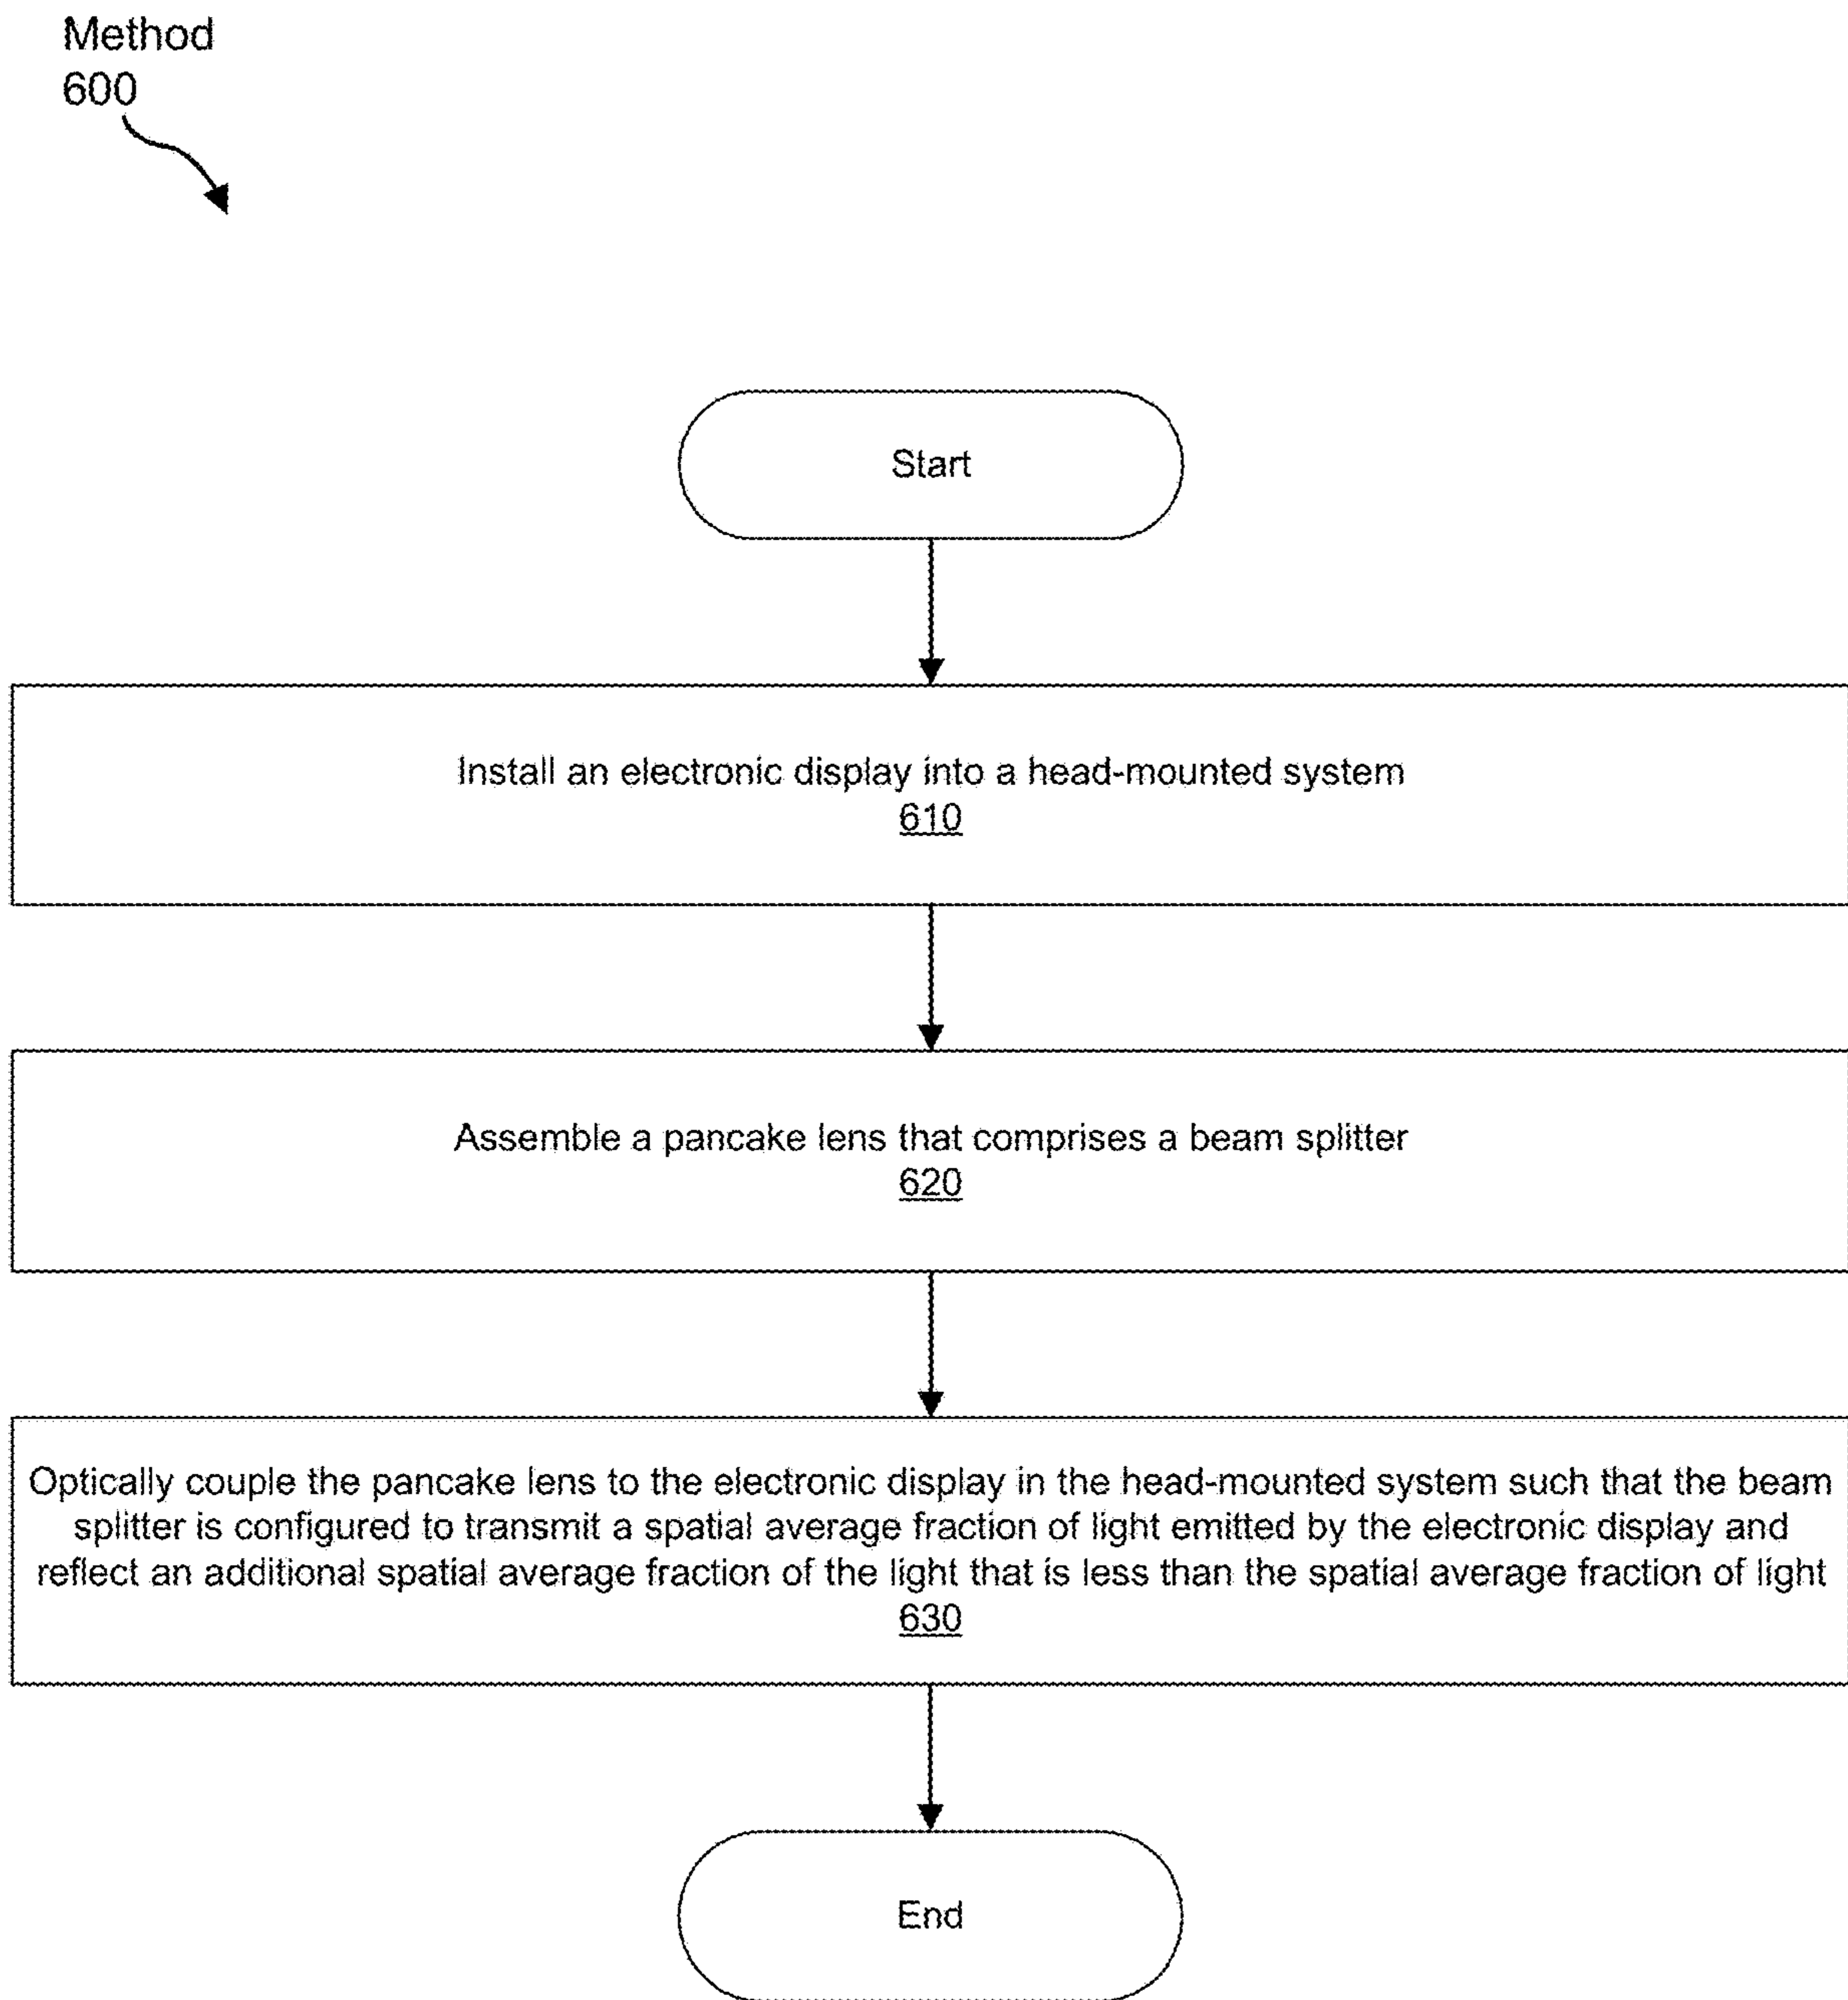 Method
600
Start
Install an electronic display into a head-mounted system
610
Assemble a pancake lens that comprises a beam splitter
620
Optically couple the pancake lens to the electronic display in the head-mounted system such that the beam
splitter is configured to transmit a spatial average fraction of light emitted by the electronic display and
reflect an additional spatial average fraction of the light that is less than the spatial average fraction of light
630
End